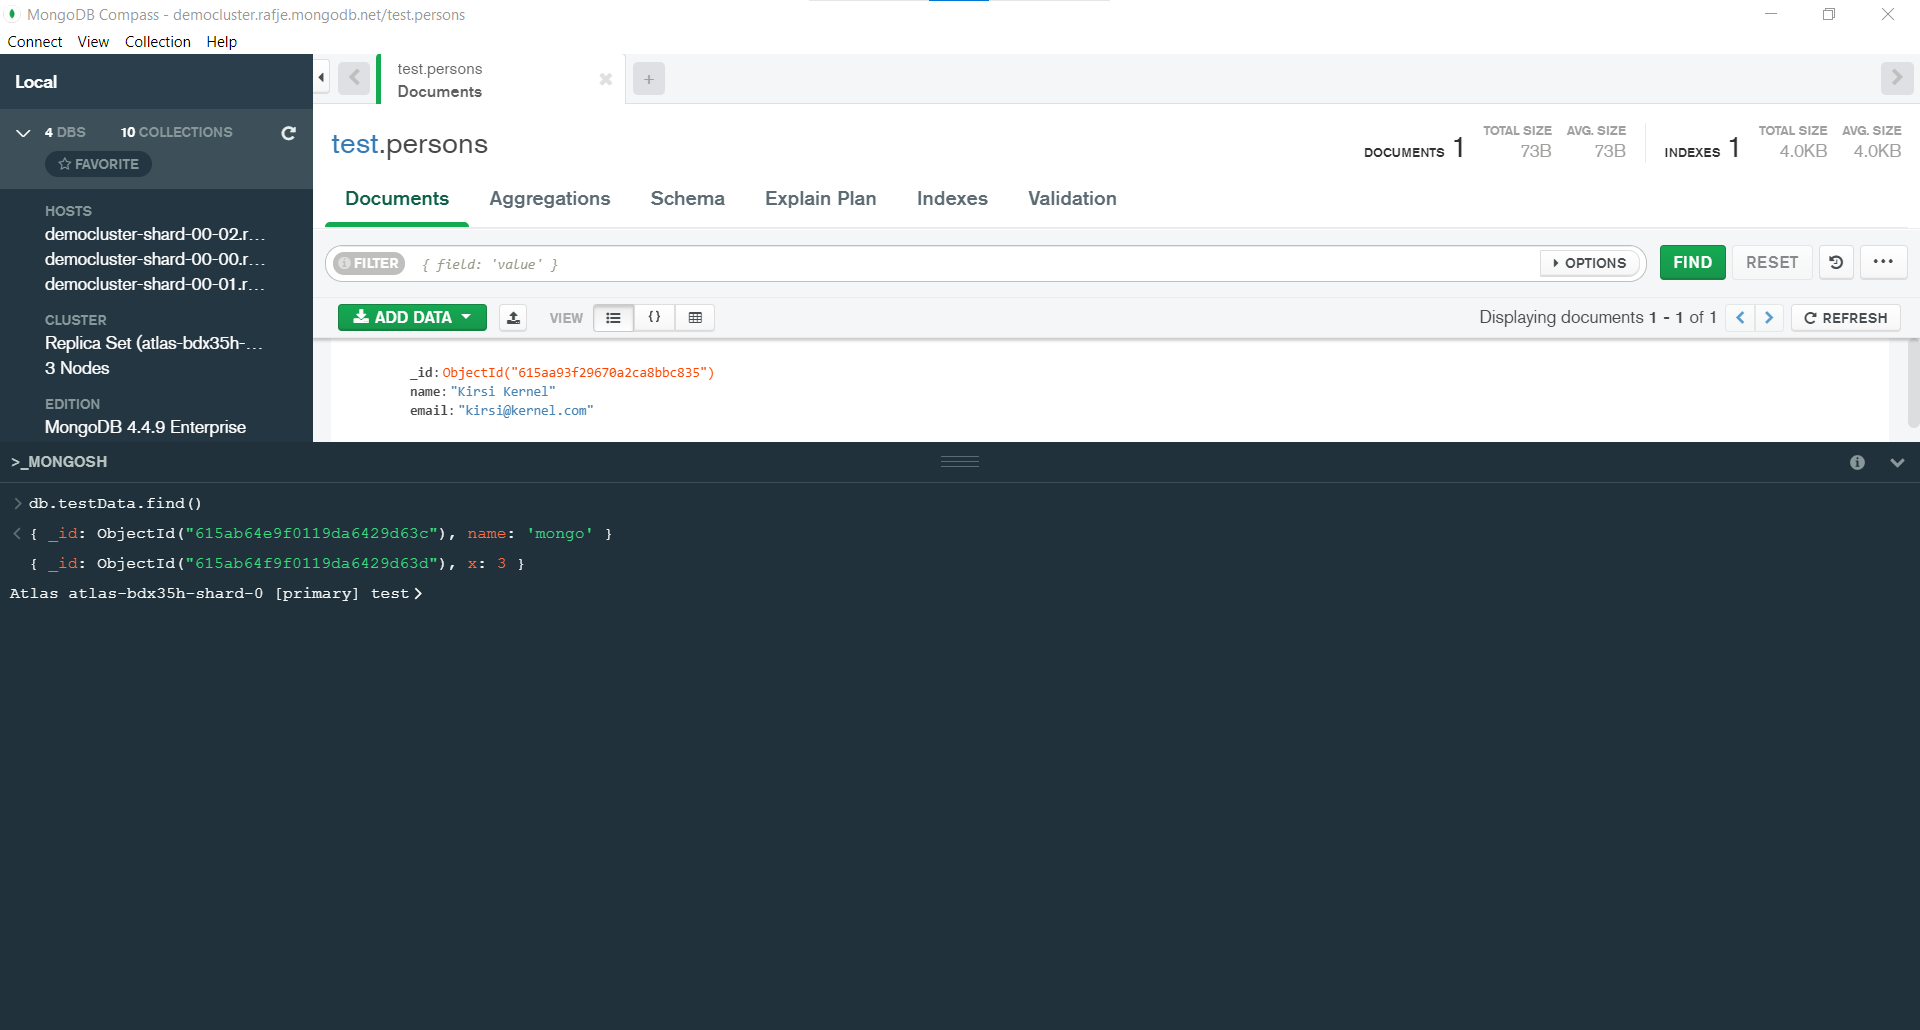 MongoDB Compass - democluster.rafje.mongodb.net/test.persons
Connect View Collection Help
Local
4 DBS 10 COLLECTIONS
FAVORITE
HOSTS
democluster-shard-00-02.r...
democluster-shard-00-00.r...
democluster-shard-00-01.r...
CLUSTER
Replica Set (atlas-bdx35h-...
3 Nodes
EDITION
MongoDB 4.4.9 Enterprise
test.persons
Documents
+
test.persons
DOCUMENTS 1 TOTAL SIZE 73B AVG. SIZE 73B INDEXES 1 TOTAL SIZE 4.0KB AVG. SIZE 4.0KB
Documents Aggregations Schema Explain Plan Indexes Validation
FILTER { field: 'value' } OPTIONS FIND RESET ...
ADD DATA VIEW {} Displaying documents 1 - 1 of 1 REFRESH
_id:ObjectId("615aa93f29670a2ca8bbc835")
name:"Kirsi Kernel"
email:"kirsi@kernel.com"
>_MONGOSH
> db.testData.find()
< { _id: ObjectId("615ab64e9f0119da6429d63c"), name: 'mongo' }
{ _id: ObjectId("615ab64f9f0119da6429d63d"), x: 3 }
Atlas atlas-bdx35h-shard-0 [primary] test>